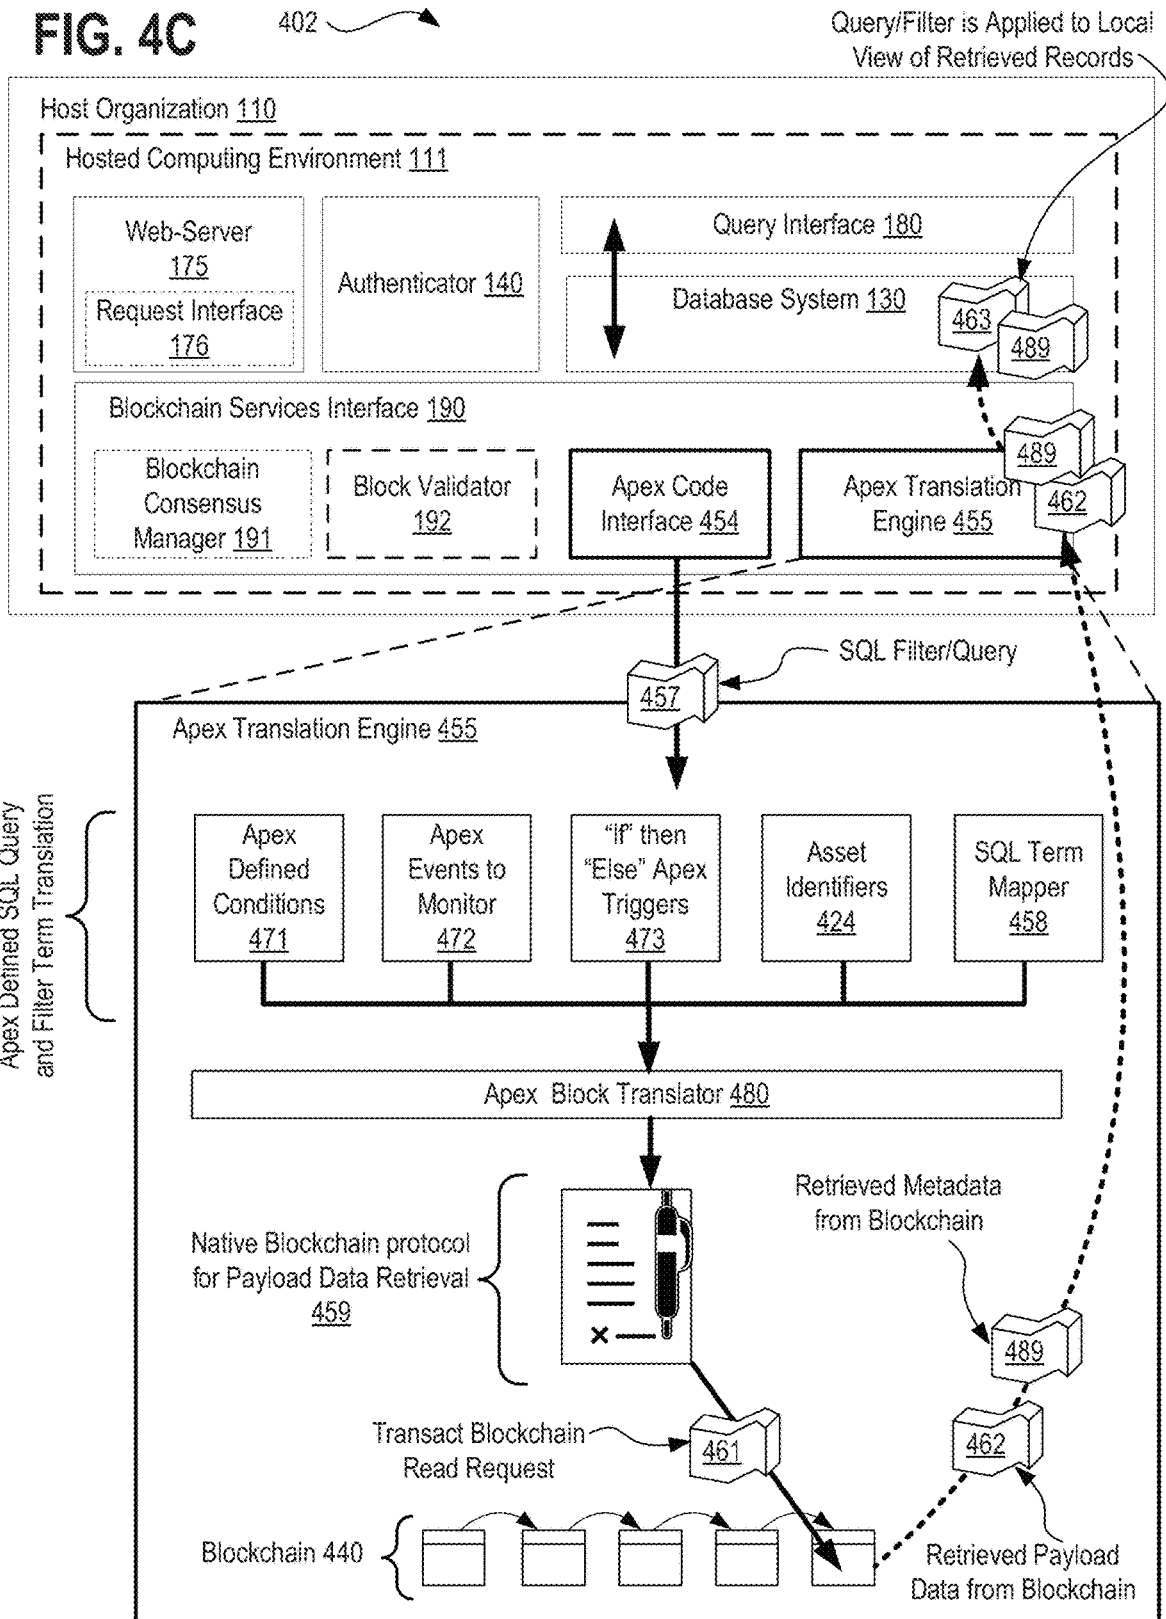 FIG. 4C
402
Query/Filter is Applied to Local
View of Retrieved Records
Host Organization 110
Hosted Computing Environment 111
Web-Server
175
Request Interface
176
Authenticator 140
Query Interface 180
Database System 130
463
489
Blockchain Services Interface 190
Blockchain
Consensus
Manager 191
Block Validator
192
Apex Code
Interface 454
Apex Translation
Engine 455
489
462
SQL Filter/Query
457
Apex Translation Engine 455
Apex Defined SQL Query
and Filter Term Translation
Apex
Defined
Conditions
471
Apex
Events to
Monitor
472
"If" then
"Else" Apex
Triggers
473
Asset
Identifiers
424
SQL Term
Mapper
458
Apex Block Translator 480
Native Blockchain protocol
for Payload Data Retrieval
459
Retrieved Metadata
from Blockchain
489
Transact Blockchain
Read Request
461
462
Blockchain 440
Retrieved Payload
Data from Blockchain